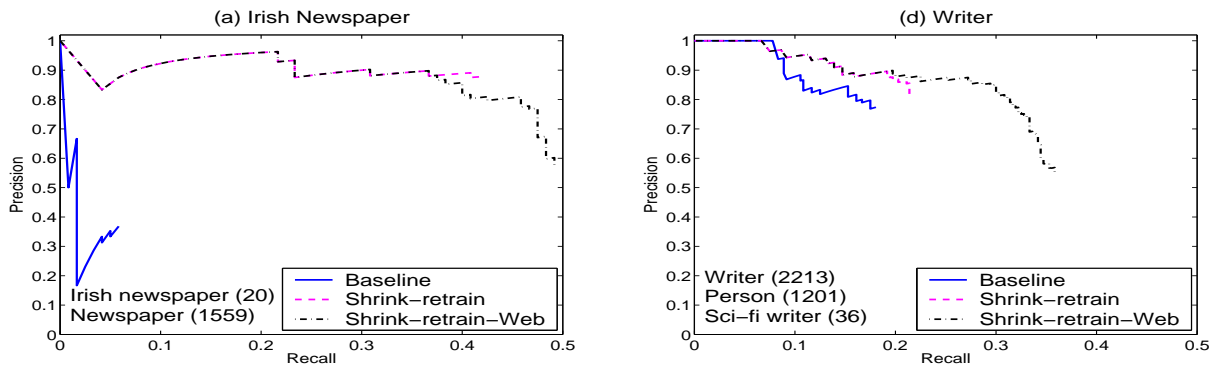 (a) Irish Newspaper
1
0.9
0.8
0.7
0.6
0.5
0.4
0.3
0.2
0.1
0
Precision
0 0.1 0.2 0.3 0.4 0.5
Recall
Irish newspaper (20)
Newspaper (1559)
Baseline
Shrink−retrain
Shrink−retrain−Web
(d) Writer
1
0.9
0.8
0.7
0.6
0.5
0.4
0.3
0.2
0.1
0
Precision
0 0.1 0.2 0.3 0.4 0.5
Recall
Writer (2213)
Person (1201)
Sci−fi writer (36)
Baseline
Shrink−retrain
Shrink−retrain−Web